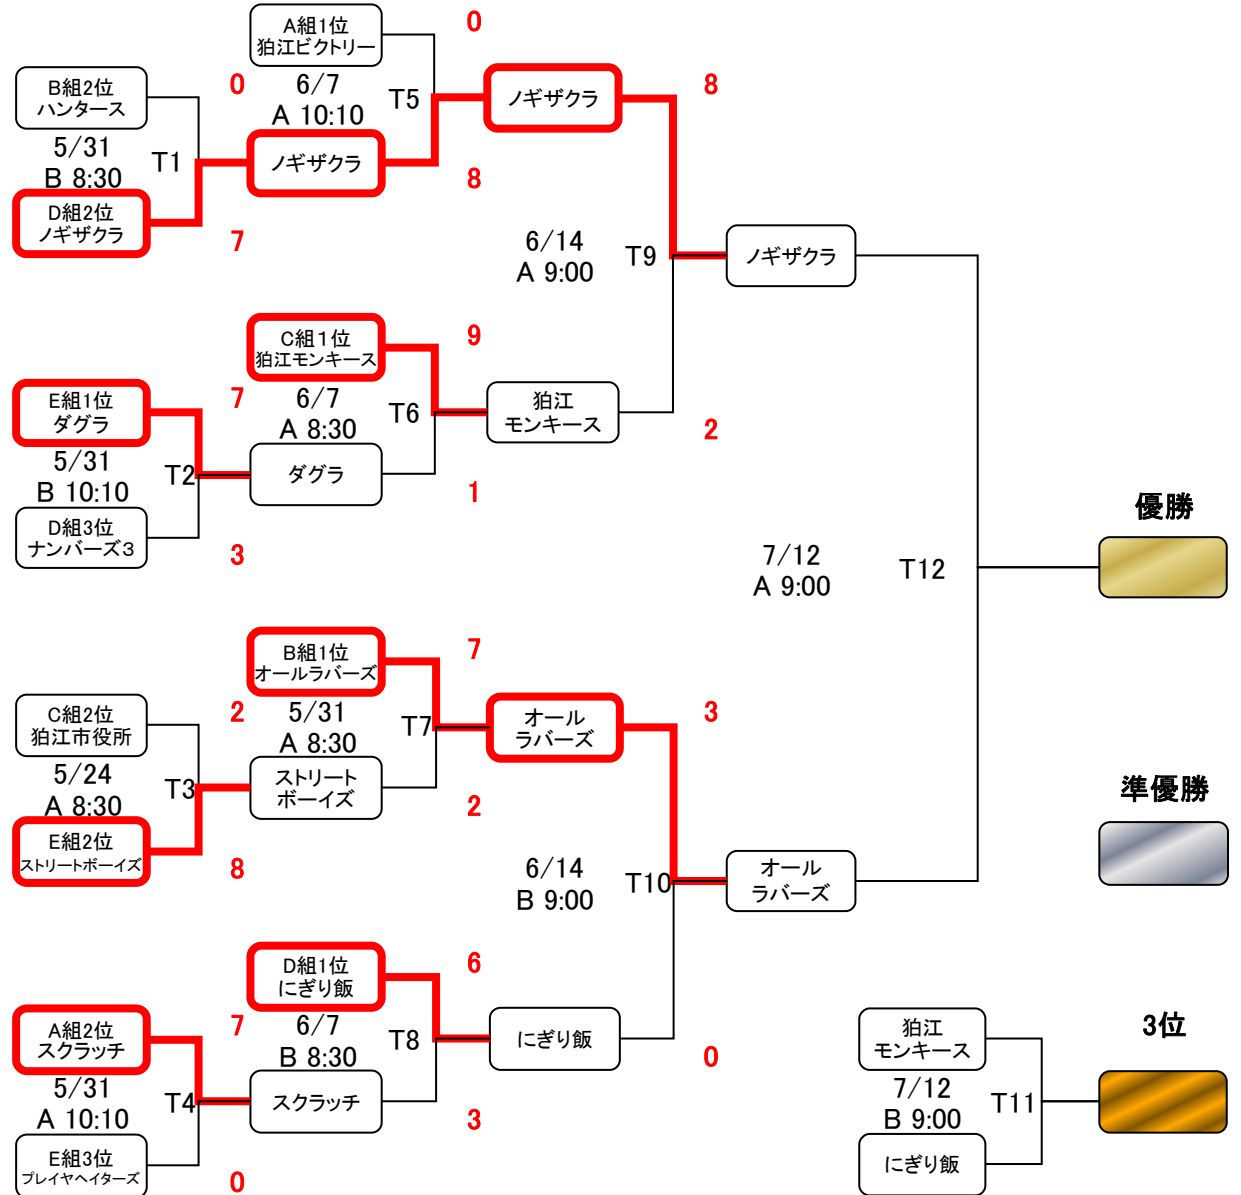 A組1位
狛江ビクトリー
0
B組2位
ハンタース
0
6/7
A 10:10
T5
ノギザクラ
8
5/31
B 8:30
T1
ノギザクラ
8
D組2位
ノギザクラ
7
6/14
A 9:00
T9
ノギザクラ
C組1位
狛江モンキース
9
E組1位
ダグラ
7
6/7
A 8:30
T6
狛江
モンキース
2
5/31
B 10:10
T2
ダグラ
1
D組3位
ナンバーズ3
3
優勝
7/12
A 9:00
T12
B組1位
オールラバーズ
7
C組2位
狛江市役所
2
5/31
A 8:30
T7
オール
ラバーズ
3
5/24
A 8:30
T3
ストリート
ボーイズ
2
準優勝
E組2位
ストリートボーイズ
8
6/14
B 9:00
T10
オール
ラバーズ
D組1位
にぎり飯
6
A組2位
スクラッチ
7
6/7
B 8:30
T8
にぎり飯
0
5/31
A 10:10
T4
スクラッチ
3
E組3位
プレイヤヘイターズ
0
狛江
モンキース
3位
7/12
B 9:00
T11
にぎり飯